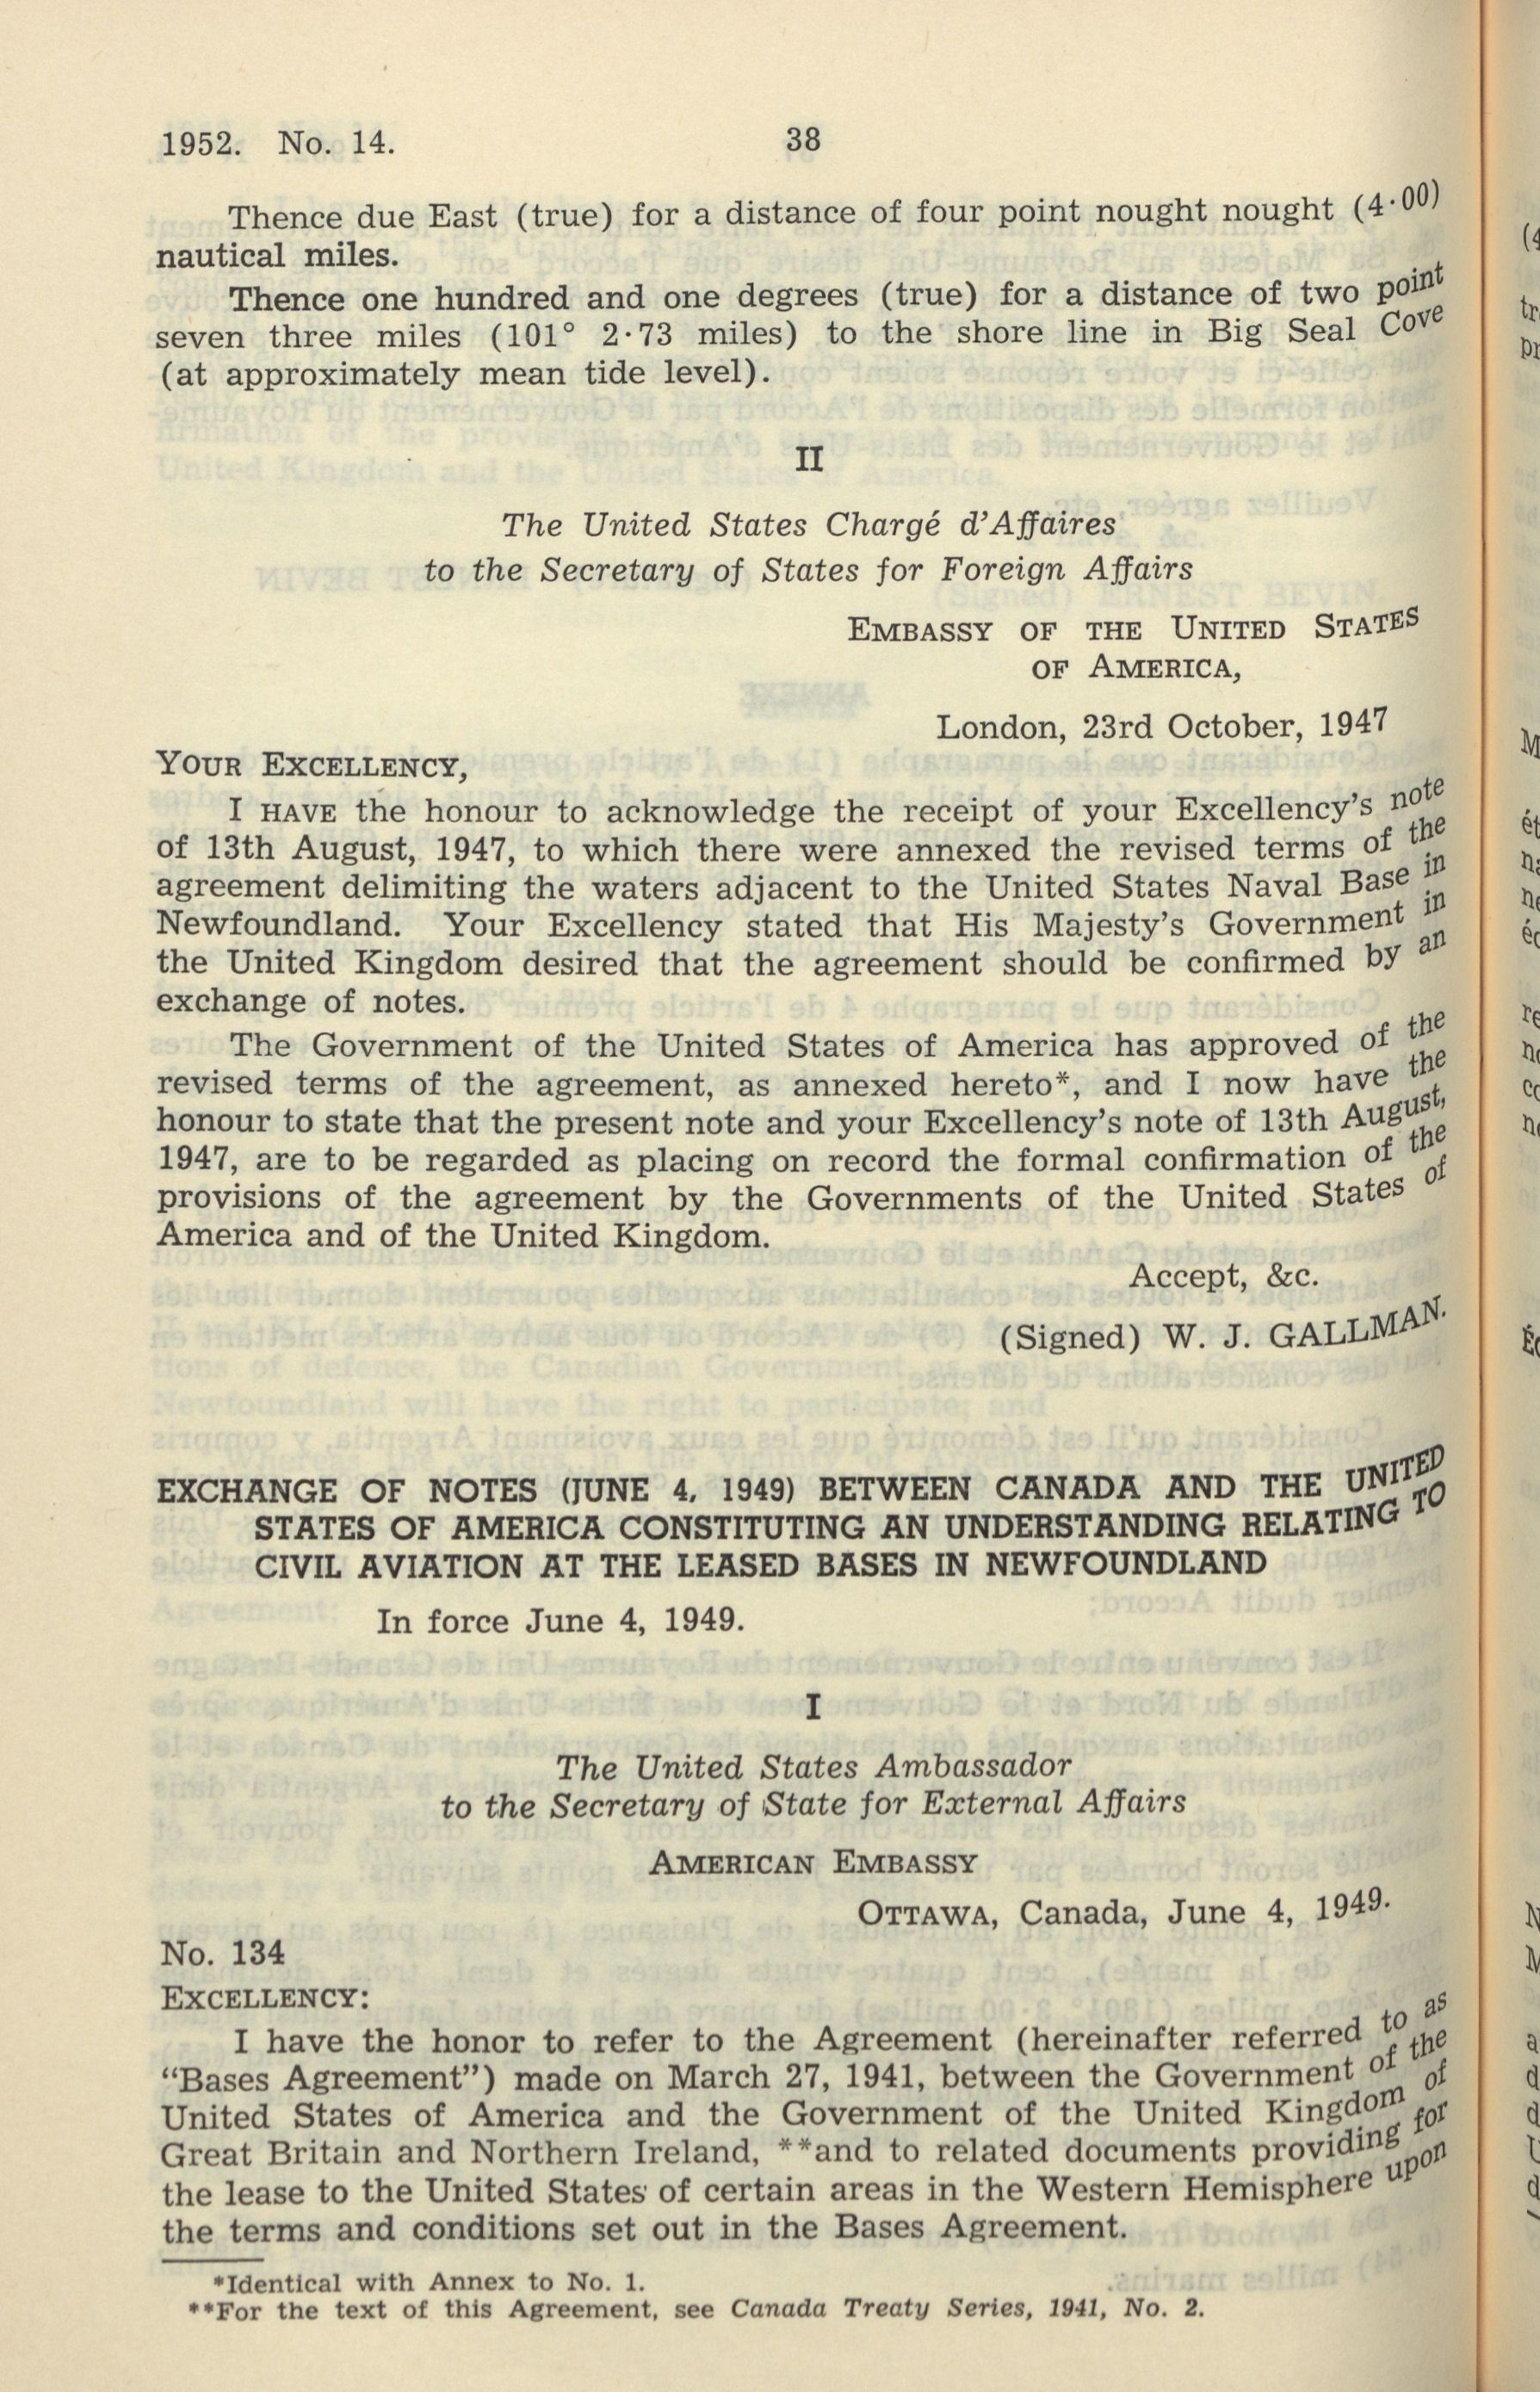 1952. No. 14.
38
Thence due East (true) for a distance of four point nought nought (4·00)
nautical miles.
Thence one hundred and one degrees (true) for a distance of two point
seven three miles (101° 2·73 miles) to the shore line in Big Seal Cove
(at approximately mean tide level).
II
The United States Chargé d'Affaires
to the Secretary of States for Foreign Affairs
EMBASSY OF THE UNITED STATES
OF AMERICA,
London, 23rd October, 1947
YOUR EXCELLENCY,
I HAVE the honour to acknowledge the receipt of your Excellency's note
of 13th August, 1947, to which there were annexed the revised terms of the
agreement delimiting the waters adjacent to the United States Naval Base in
Newfoundland. Your Excellency stated that His Majesty's Government in
the United Kingdom desired that the agreement should be confirmed by an
exchange of notes.
The Government of the United States of America has approved of the
revised terms of the agreement, as annexed hereto*, and I now have the
honour to state that the present note and your Excellency's note of 13th August,
1947, are to be regarded as placing on record the formal confirmation of the
provisions of the agreement by the Governments of the United States of
America and of the United Kingdom.
Accept, &c.
(Signed) W. J. GALLMAN.
EXCHANGE OF NOTES (JUNE 4, 1949) BETWEEN CANADA AND THE UNITED
STATES OF AMERICA CONSTITUTING AN UNDERSTANDING RELATING TO
CIVIL AVIATION AT THE LEASED BASES IN NEWFOUNDLAND
In force June 4, 1949.
I
The United States Ambassador
to the Secretary of State for External Affairs
AMERICAN EMBASSY
OTTAWA, Canada, June 4, 1949.
No. 134
EXCELLENCY:
I have the honor to refer to the Agreement (hereinafter referred to as
“Bases Agreement”) made on March 27, 1941, between the Government of the
United States of America and the Government of the United Kingdom of
Great Britain and Northern Ireland, **and to related documents providing for
the lease to the United States of certain areas in the Western Hemisphere upon
the terms and conditions set out in the Bases Agreement.
*Identical with Annex to No. 1.
**For the text of this Agreement, see Canada Treaty Series, 1941, No. 2.